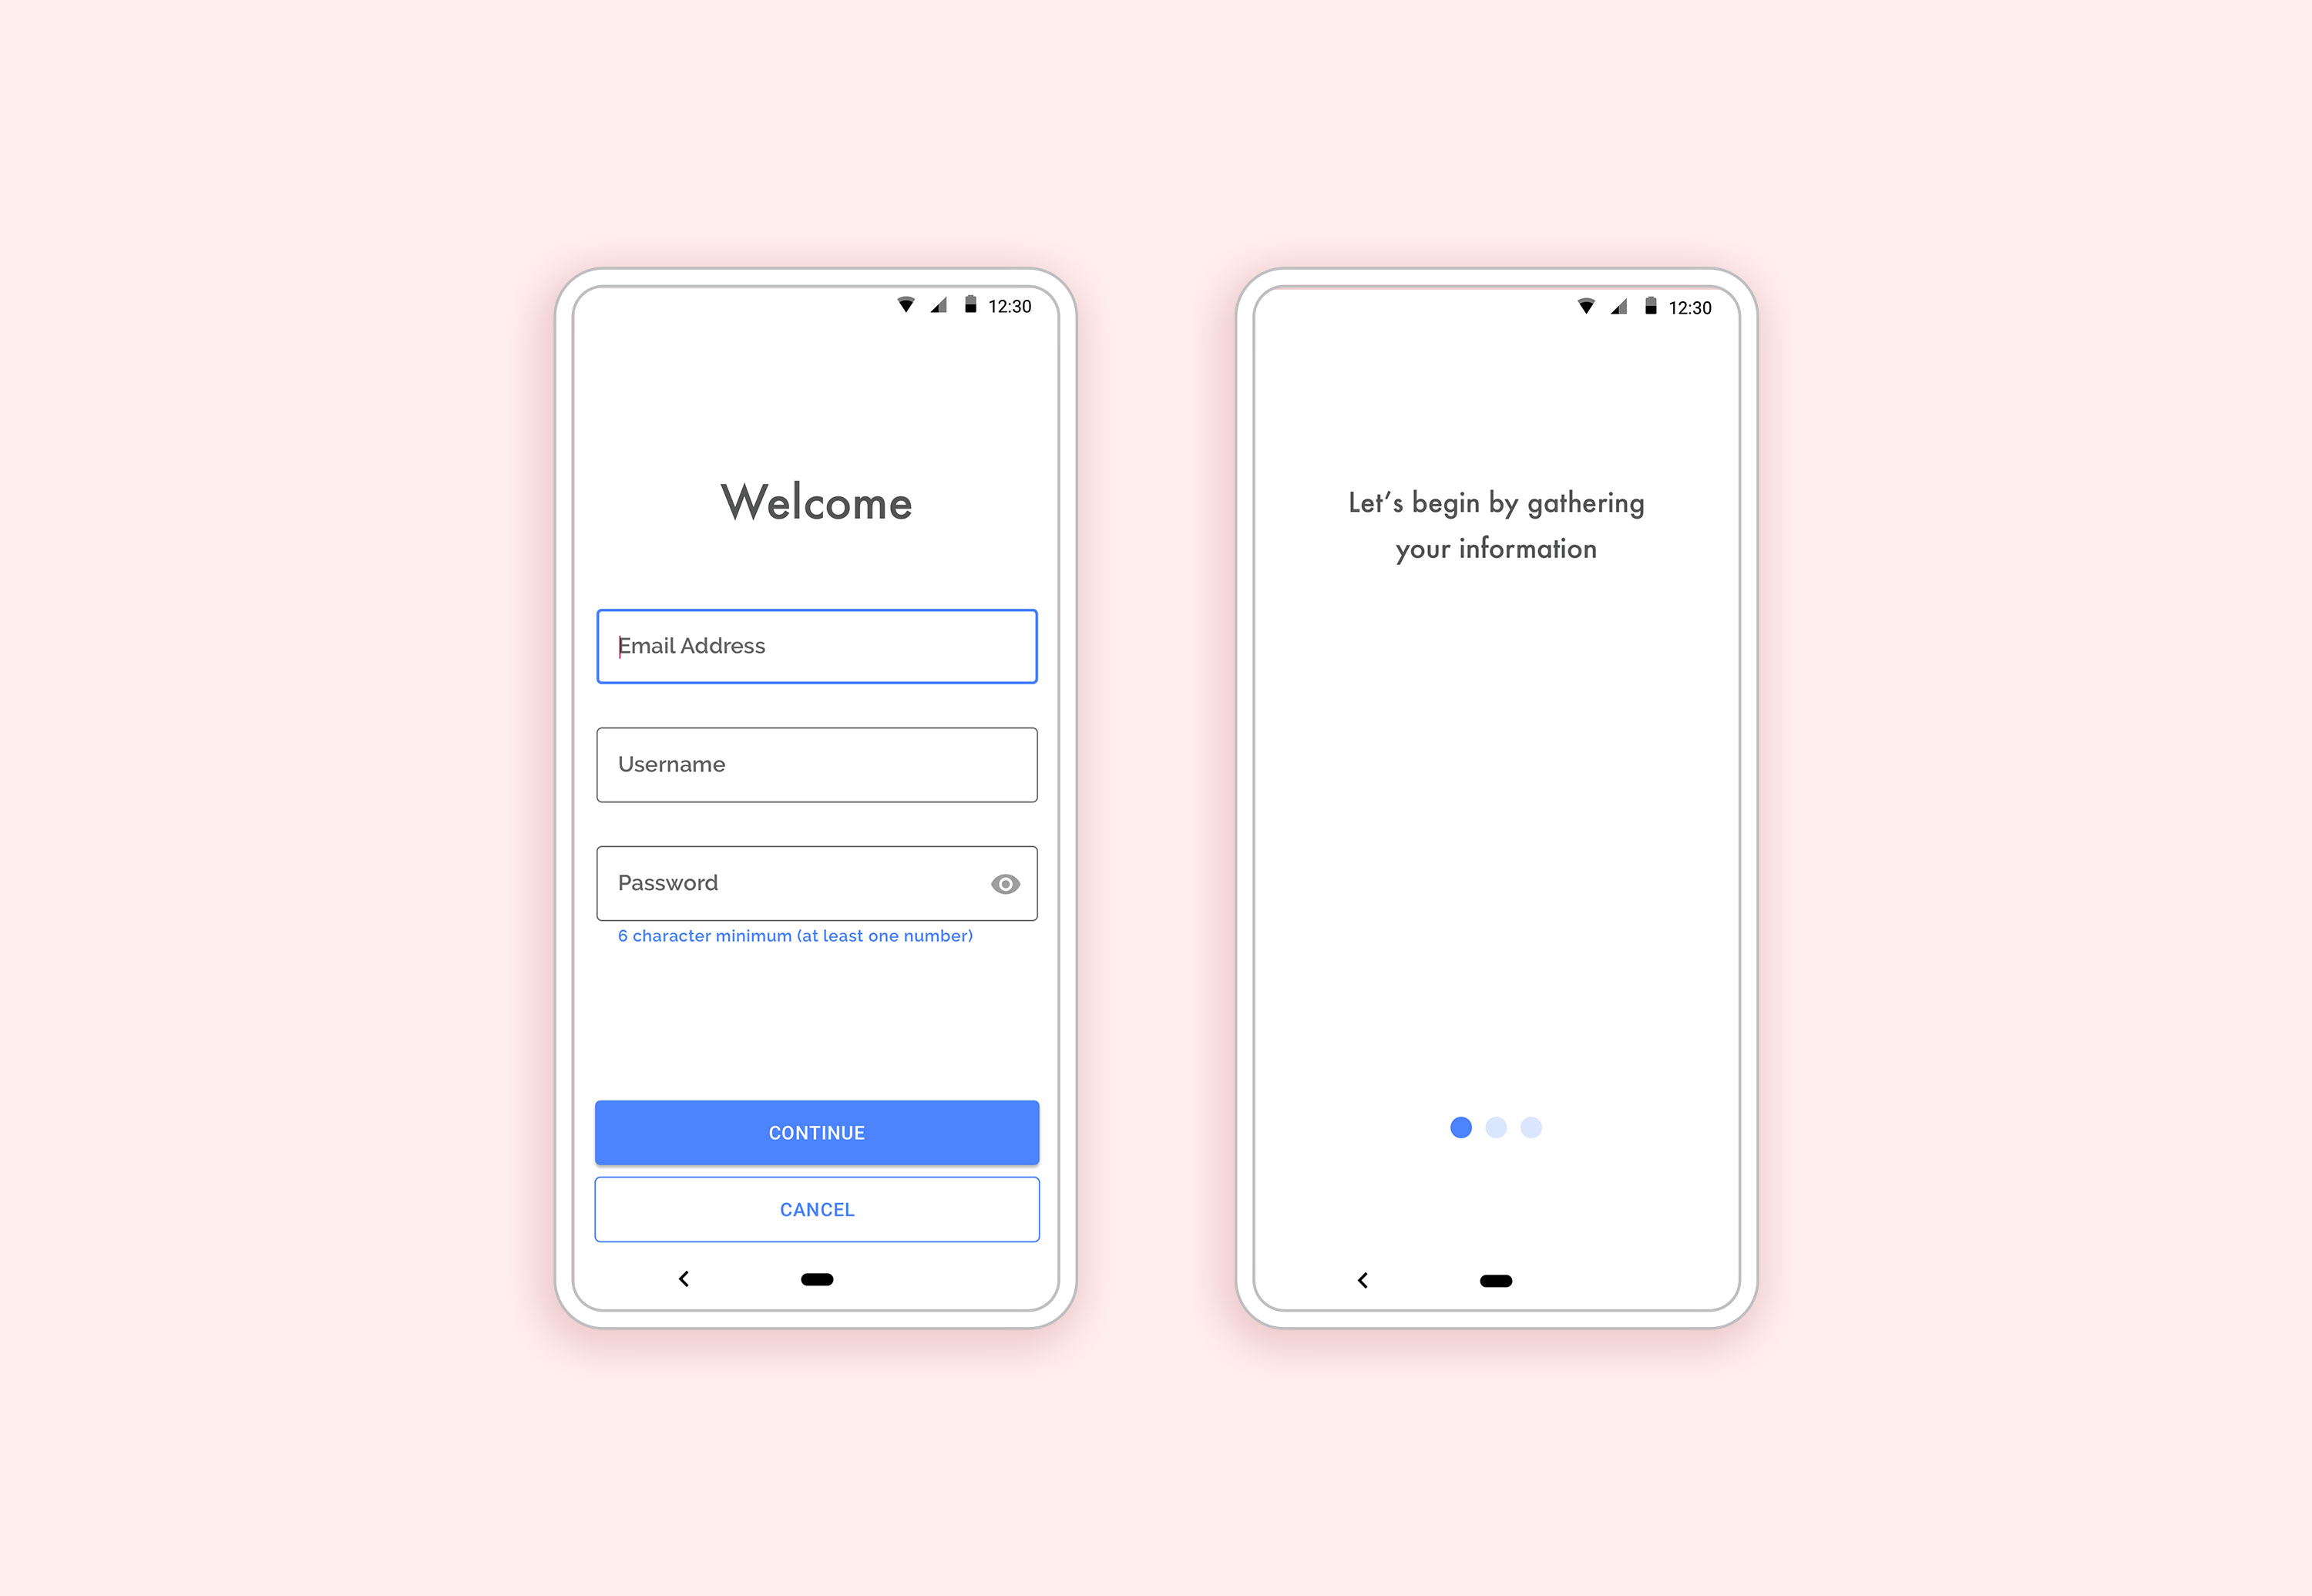 12:30
Welcome
Email Address
Username
Password
6 character minimum (at least one number)
CONTINUE
CANCEL
12:30
Let's begin by gathering
your information